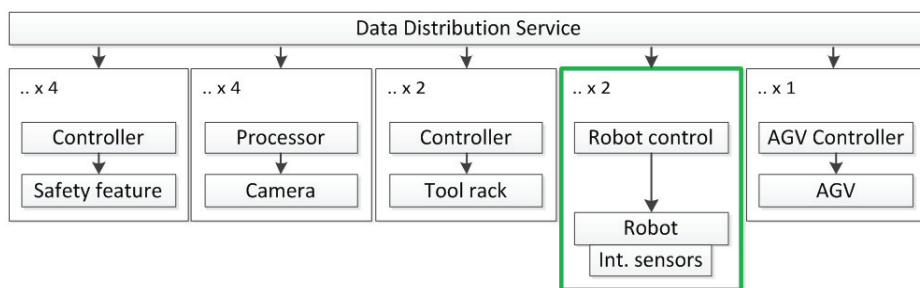 Data Distribution Service
.. x 4
Controller
Safety feature
.. x 4
Processor
Camera
.. x 2
Controller
Tool rack
.. x 2
Robot control
Robot
Int. sensors
.. x 1
AGV Controller
AGV